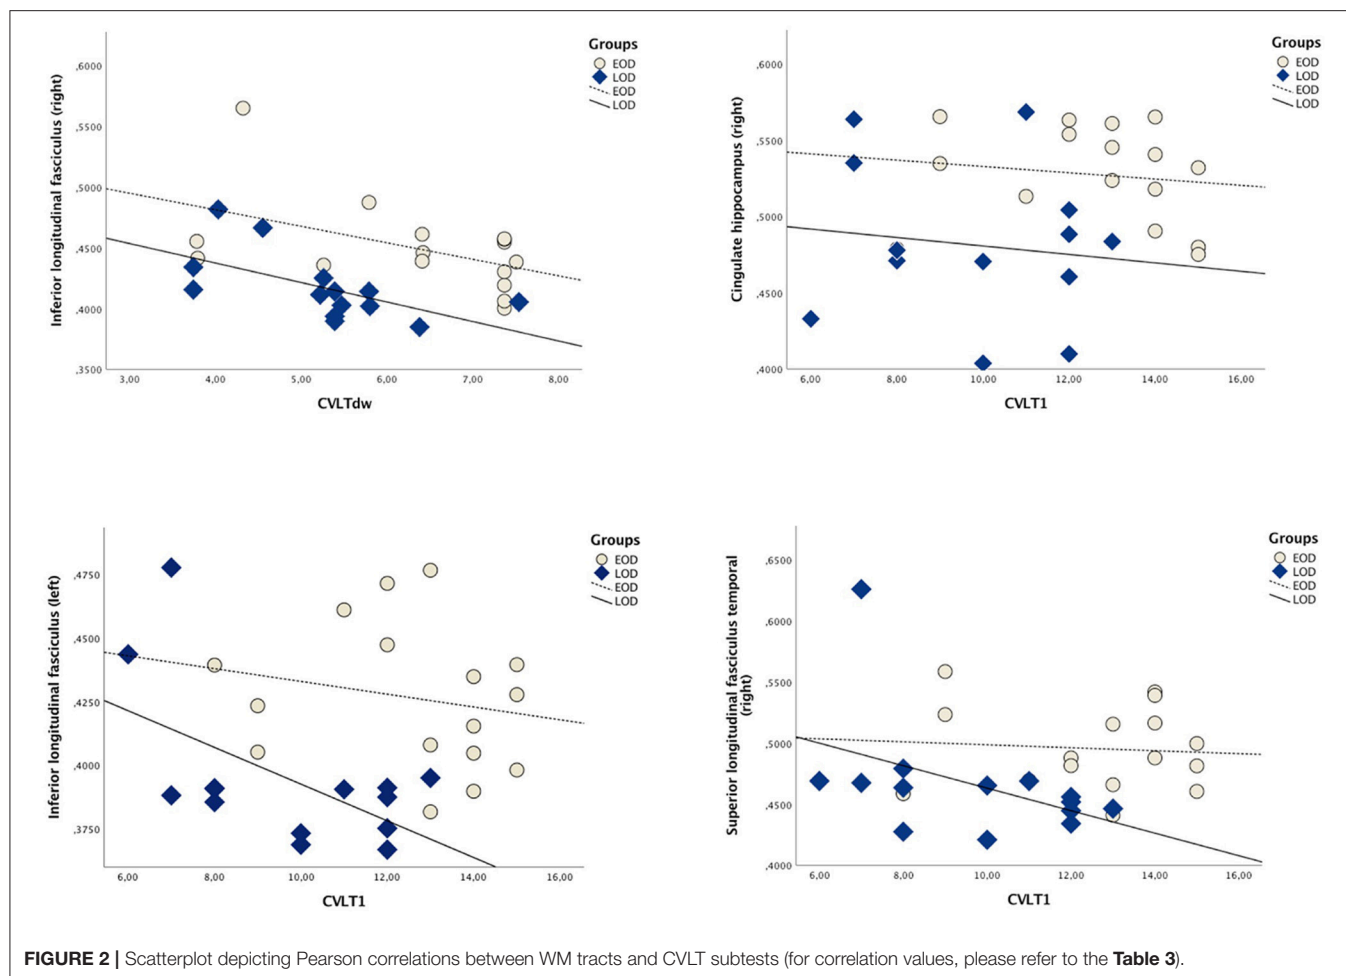 Groups
EOD
LOD
EOD
LOD
Inferior longitudinal fasciculus (right)
,6000
,5500
,5000
,4500
,4000
,3500
3,00 4,00 5,00 6,00 7,00 8,00
CVLTdw
Groups
EOD
LOD
EOD
LOD
Cingulate hippocampus (right)
,6000
,5500
,5000
,4500
,4000
6,00 8,00 10,00 12,00 14,00 16,00
CVLT1
Groups
EOD
LOD
EOD
LOD
Inferior longitudinal fasciculus (left)
,4750
,4500
,4250
,4000
,3750
6,00 8,00 10,00 12,00 14,00 16,00
CVLT1
Groups
EOD
LOD
EOD
LOD
Superior longitudinal fasciculus temporal
(right)
,6500
,6000
,5500
,5000
,4500
,4000
6,00 8,00 10,00 12,00 14,00 16,00
CVLT1
FIGURE 2 | Scatterplot depicting Pearson correlations between WM tracts and CVLT subtests (for correlation values, please refer to the Table 3).